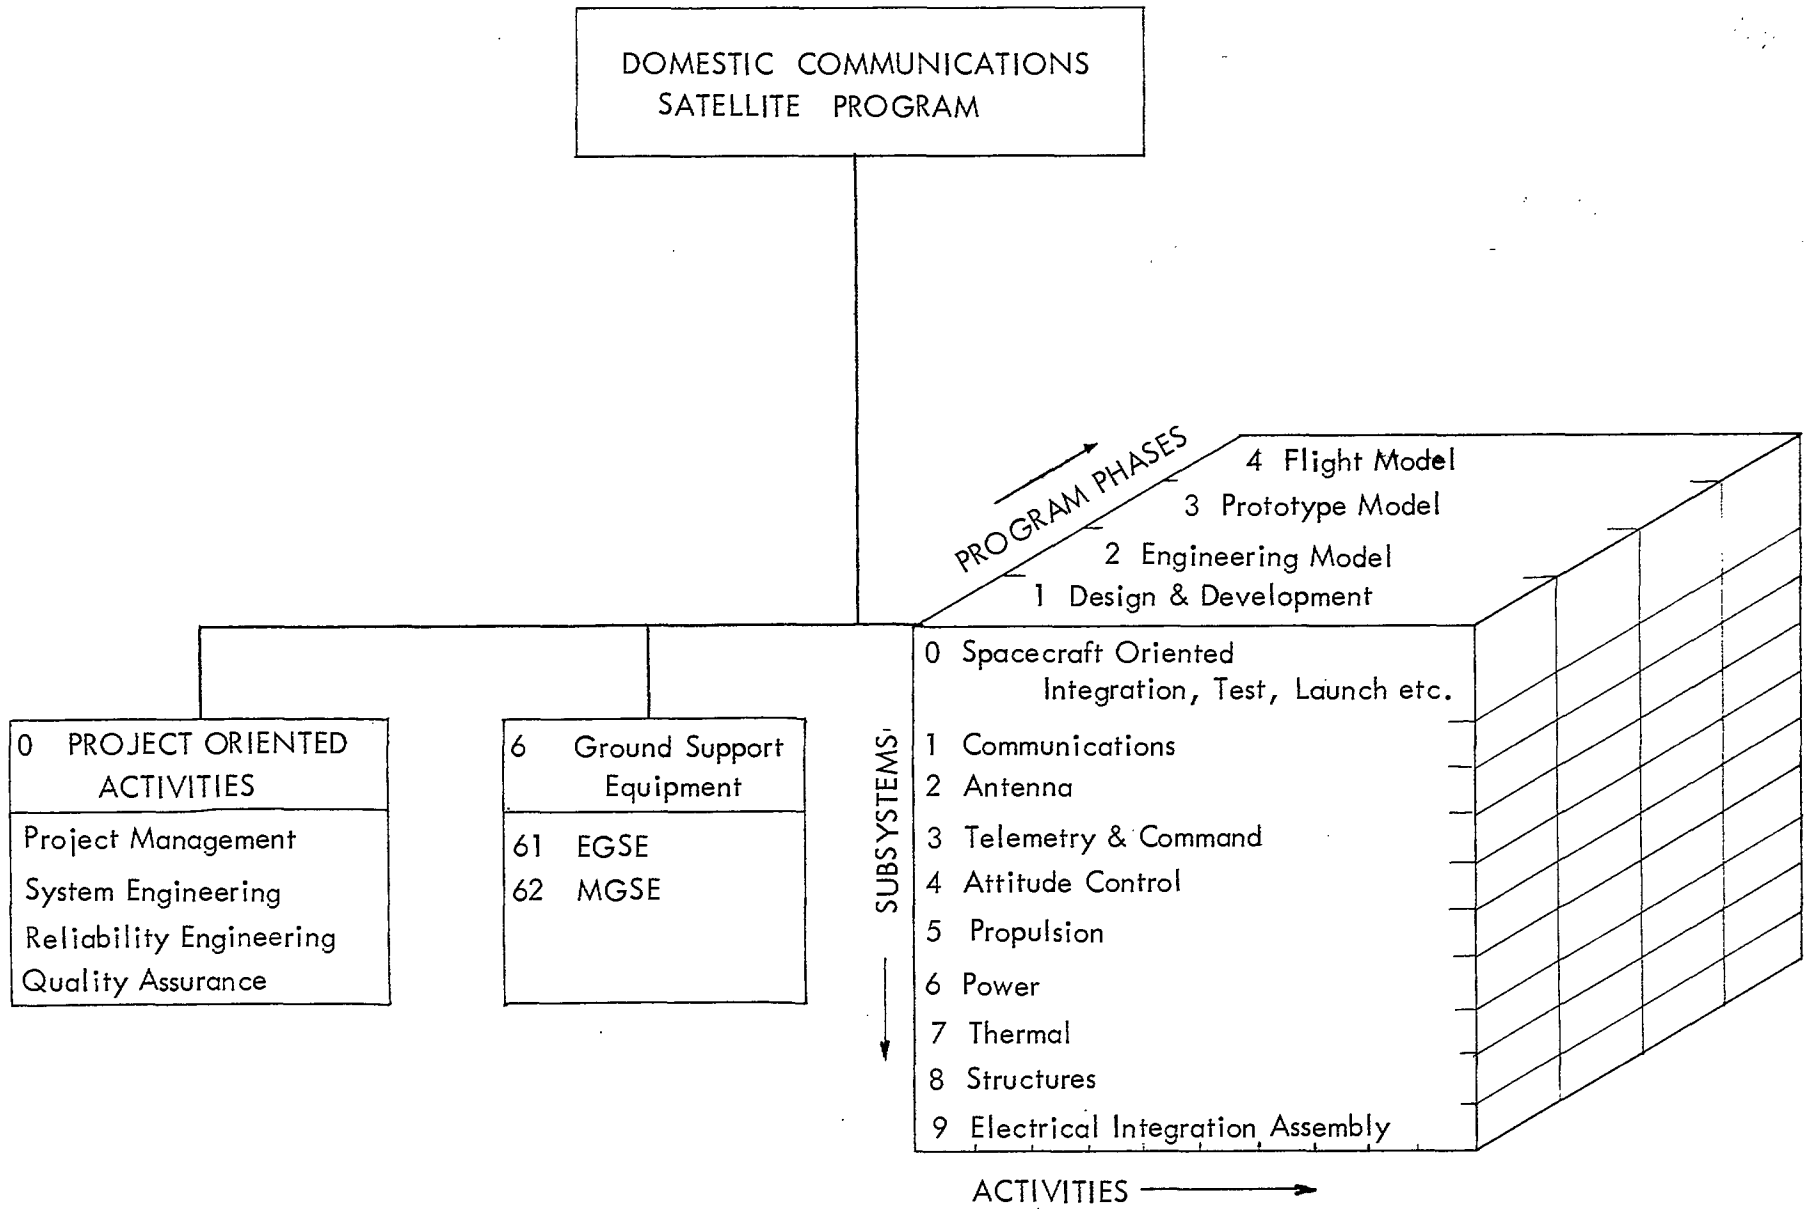 DOMESTIC COMMUNICATIONS
SATELLITE PROGRAM
0 PROJECT ORIENTED
ACTIVITIES
Project Management
System Engineering
Reliability Engineering
Quality Assurance
6 Ground Support
Equipment
61 EGSE
62 MGSE
PROGRAM PHASES
4 Flight Model
3 Prototype Model
2 Engineering Model
1 Design & Development
SUBSYSTEMS
0 Spacecraft Oriented
Integration, Test, Launch etc.
1 Communications
2 Antenna
3 Telemetry & Command
4 Attitude Control
5 Propulsion
6 Power
7 Thermal
8 Structures
9 Electrical Integration Assembly
ACTIVITIES